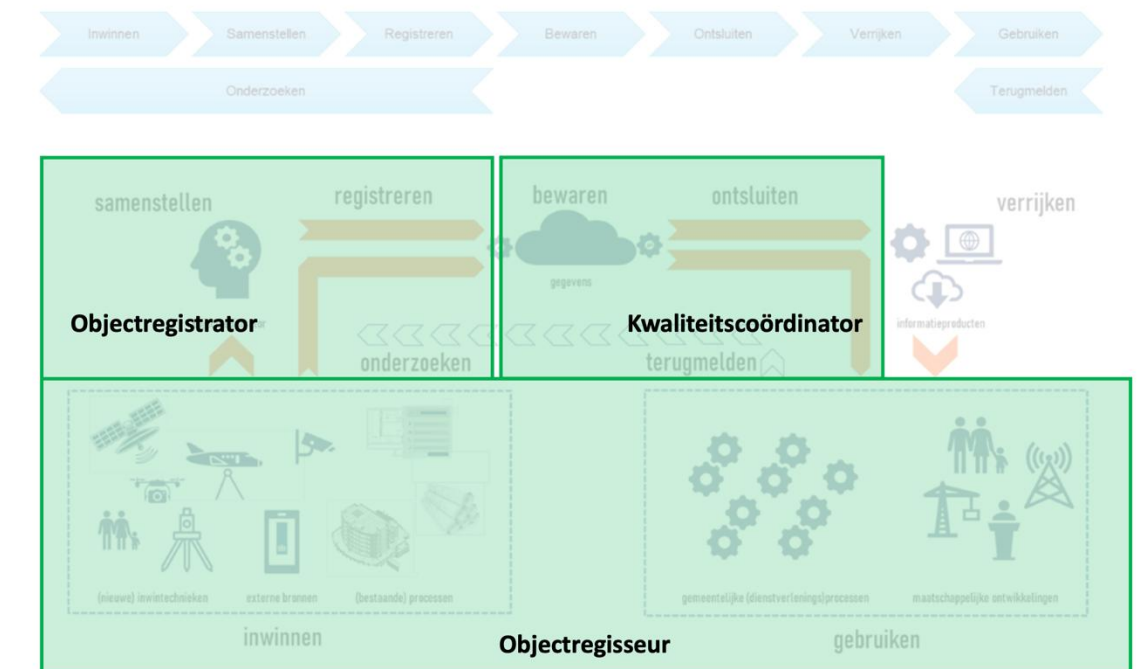 Inwinnen
Samenstellen
Registreren
Bewaren
Ontsluiten
Verrijken
Gebruiken
Onderzoeken
Terugmelden
samenstellen
registreren
bewaren
ontsluiten
verrijken
gegevens
Objectregistrator
Kwaliteitscoördinator
informatieproducten
onderzoeken
terugmelden
(nieuwe) inwintechnieken
externe bronnen
(bestaande) processen
gemeentelijke (dienstverlenings)processen
maatschappelijke ontwikkelingen
inwinnen
Objectregisseur
gebruiken